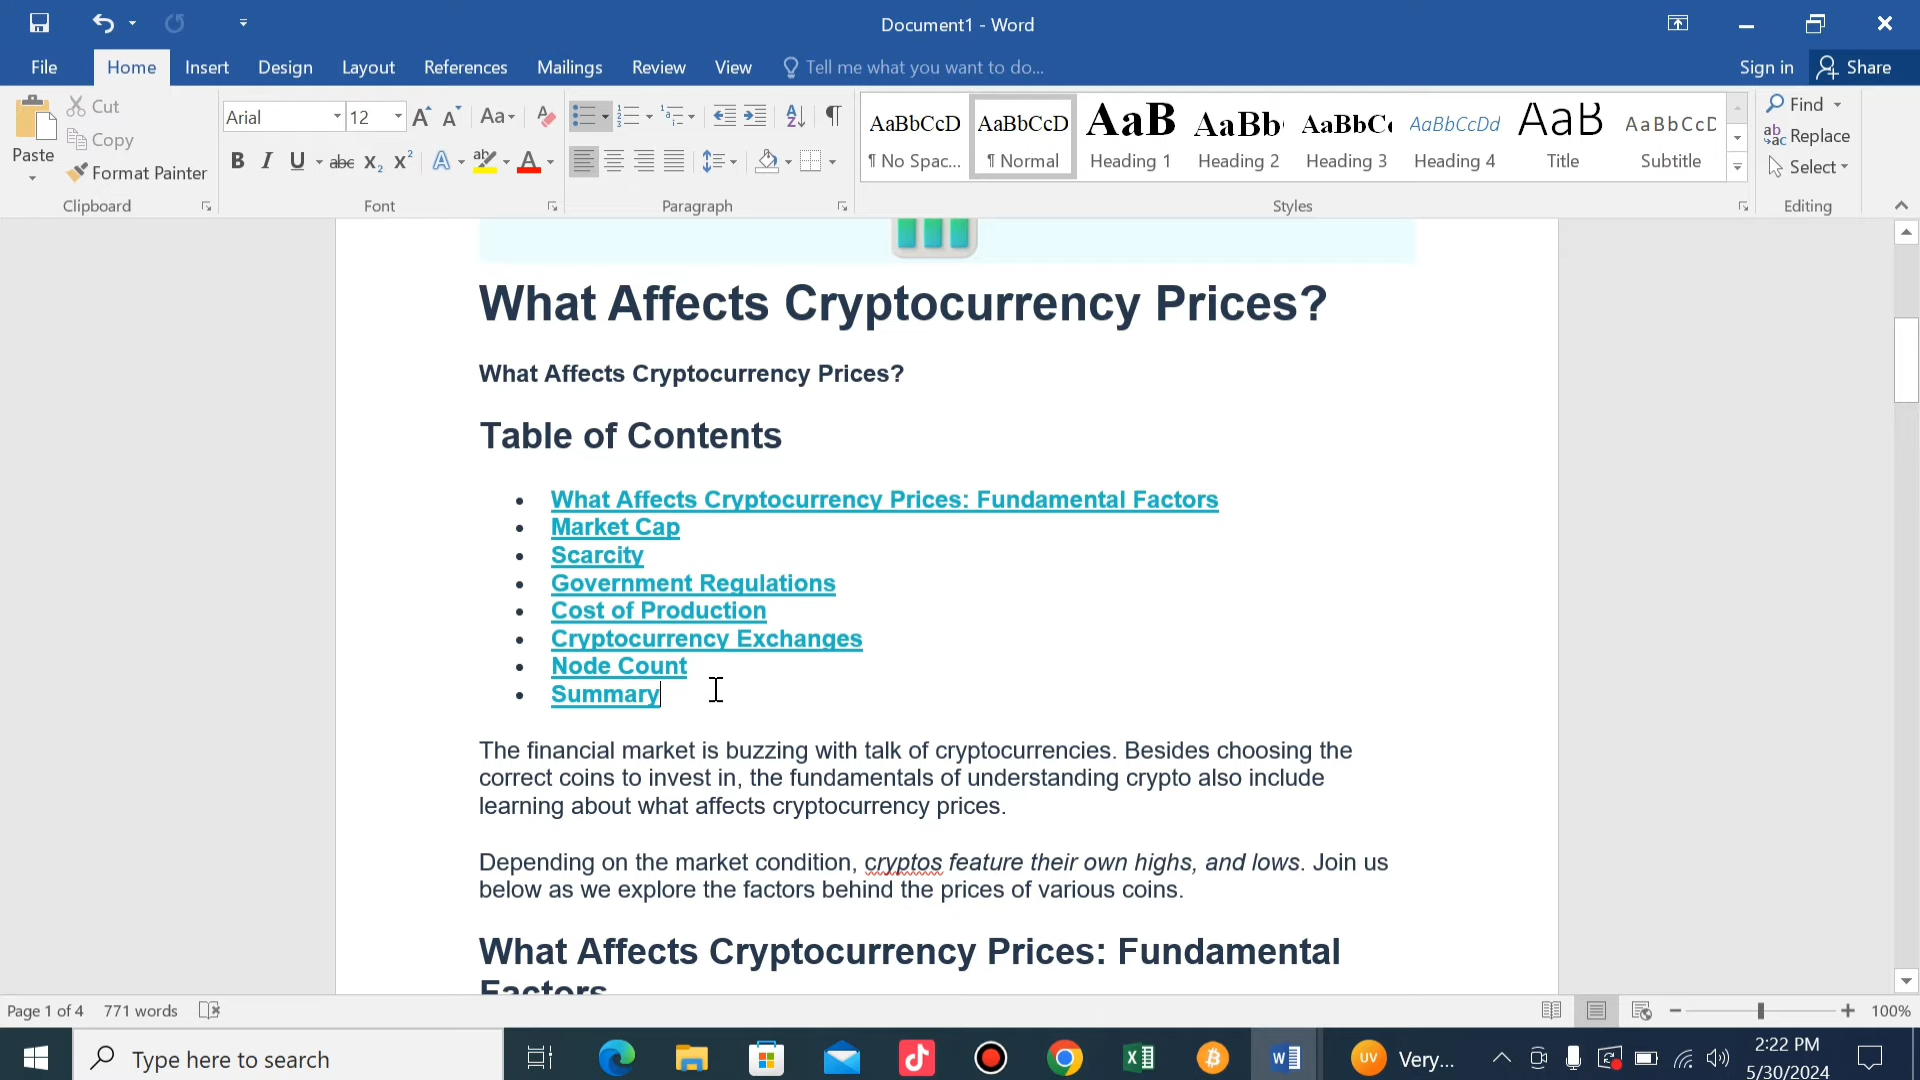 Document1 - Word
File Home Insert Design Layout References Mailings Review View Tell me what you want to do... Sign in Share
Paste
Cut
Copy
Format Painter
Clipboard
Arial 12
Font
Paragraph
AaBbCcD AaBbCcD AaB AaBb AaBbC AaBbCcDd AaB AaBbCcD
¶ No Spac... ¶ Normal Heading 1 Heading 2 Heading 3 Heading 4 Title Subtitle
Styles
Find
Replace
Select
Editing
What Affects Cryptocurrency Prices?
What Affects Cryptocurrency Prices?
Table of Contents
• What Affects Cryptocurrency Prices: Fundamental Factors
• Market Cap
• Scarcity
• Government Regulations
• Cost of Production
• Cryptocurrency Exchanges
• Node Count
• Summary
The financial market is buzzing with talk of cryptocurrencies. Besides choosing the
correct coins to invest in, the fundamentals of understanding crypto also include
learning about what affects cryptocurrency prices.
Depending on the market condition, cryptos feature their own highs, and lows. Join us
below as we explore the factors behind the prices of various coins.
What Affects Cryptocurrency Prices: Fundamental
Factors
Page 1 of 4 771 words
100%
Type here to search
UV Very...
2:22 PM
5/30/2024